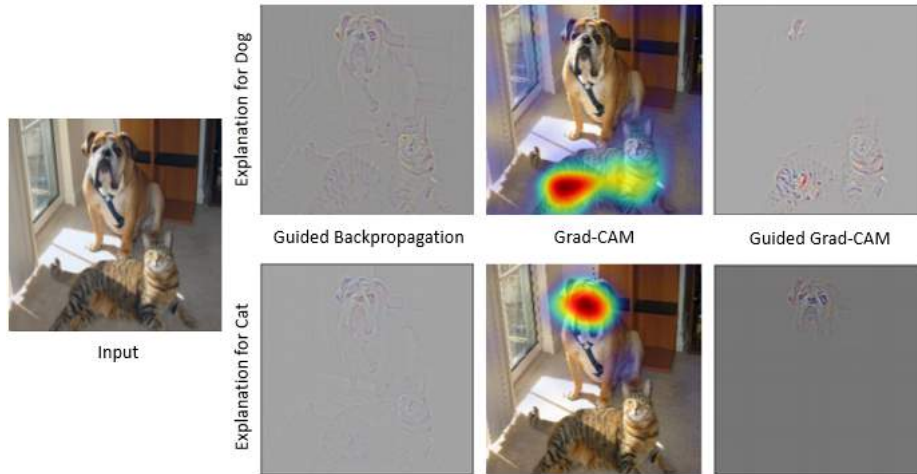 Explanation for Dog
Guided Backpropagation
Grad-CAM
Guided Grad-CAM
Input
Explanation for Cat